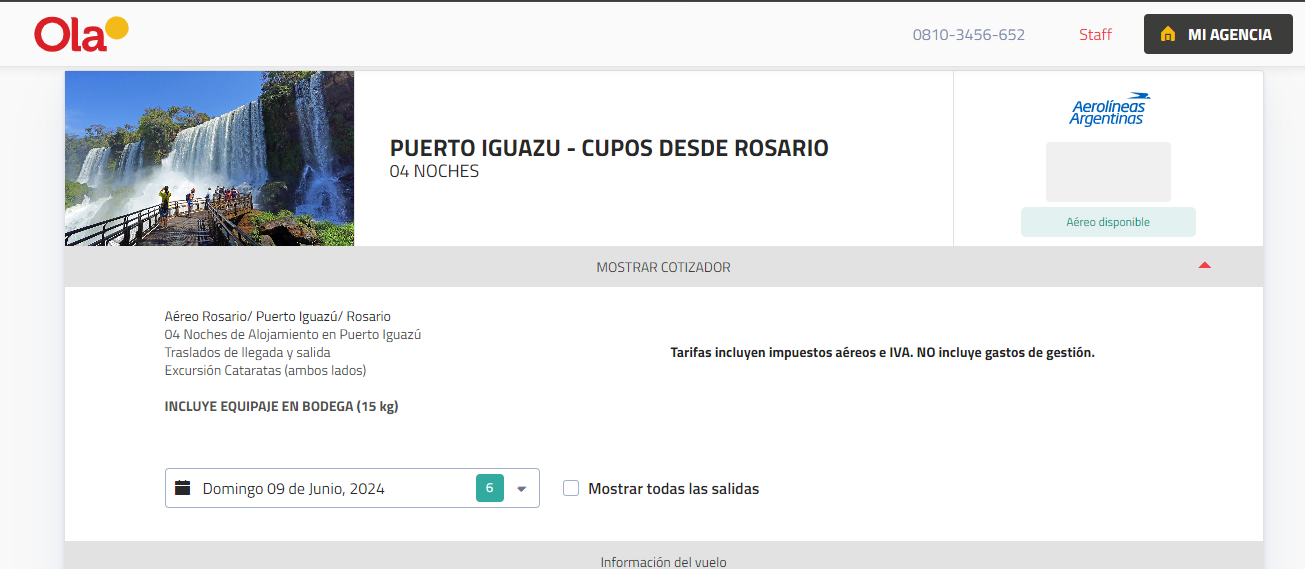 Ola
0810-3456-652
Staff
MI AGENCIA
PUERTO IGUAZU - CUPOS DESDE ROSARIO
04 NOCHES
Aerolíneas
Argentinas
Aéreo disponible
MOSTRAR COTIZADOR
Aéreo Rosario/ Puerto Iguazú/ Rosario
04 Noches de Alojamiento en Puerto Iguazú
Traslados de llegada y salida
Excursión Cataratas (ambos lados)
INCLUYE EQUIPAJE EN BODEGA (15 kg)
Tarifas incluyen impuestos aéreos e IVA. NO incluye gastos de gestión.
Domingo 09 de Junio, 2024
6
Mostrar todas las salidas
Información del vuelo